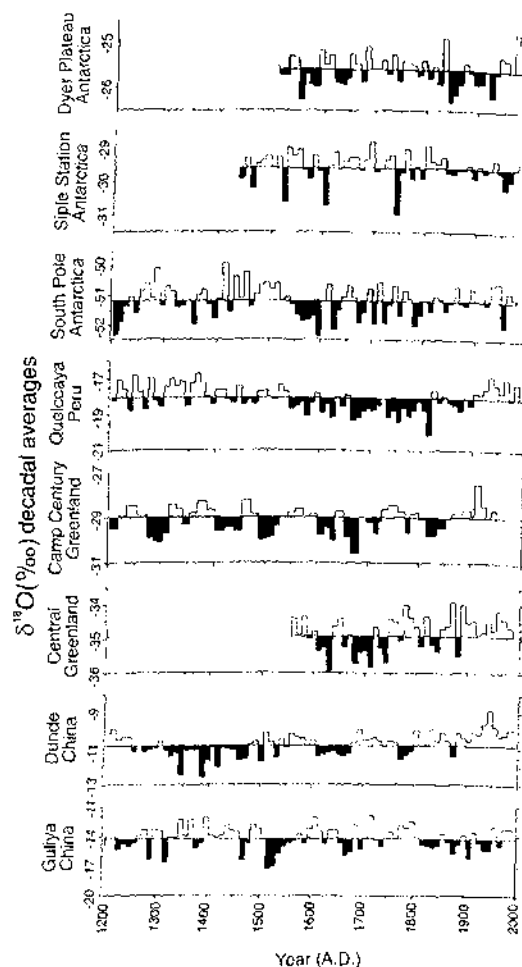 δ¹⁸O(‰) decadal averages
Dyer Plateau
Antarctica
-25
-26
Siple Station
Antarctica
-29
-30
-31
South Pole
Antarctica
-50
-51
-52
Quelccaya
Peru
-17
-19
-21
Camp Century
Greenland
-27
-29
-31
Central
Greenland
-34
-35
-36
Dunde
China
-9
-11
-13
Guliya
China
-11
-14
-17
-20
1200
1300
1400
1500
1600
1700
1800
1900
2000
Year (A.D.)